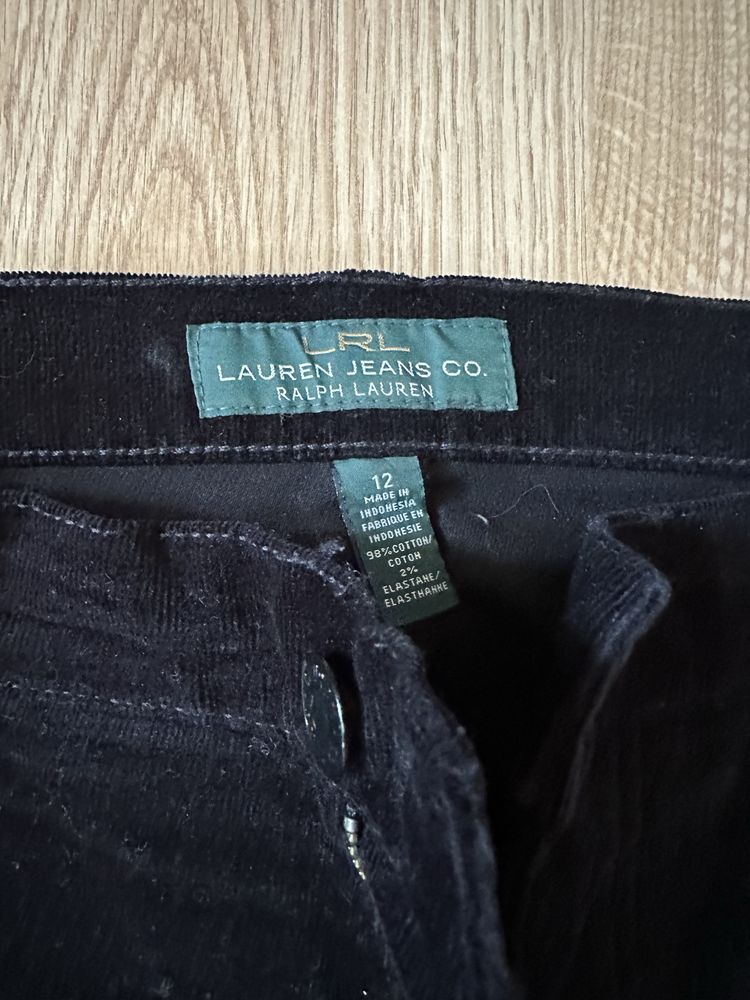 LRL
LAUREN JEANS CO.
RALPH LAUREN
12
MADE IN
INDONESIA
FABRIQUE EN
INDONESIE
98%COTTON/
COTON
2%
ELASTANE/
ELASTHANNE